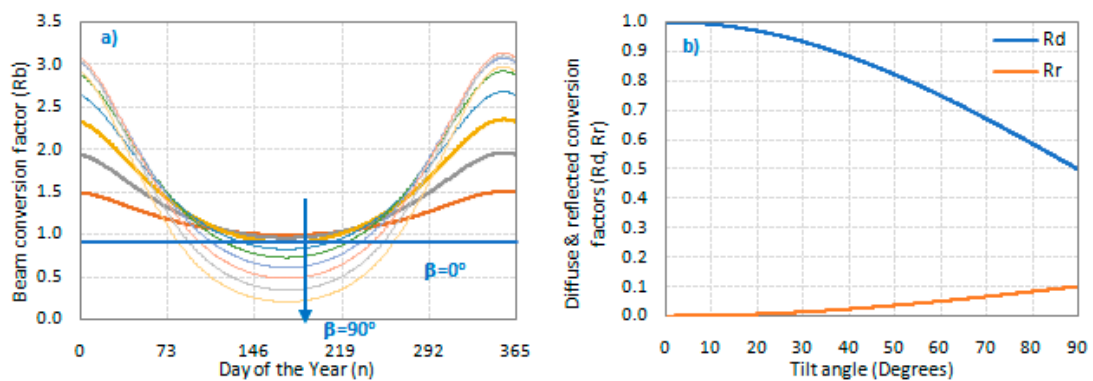 a)
Beam conversion factor (Rb)
3.5
3.0
2.5
2.0
1.5
1.0
0.5
0.0
β=0º
β=90º
0 73 146 219 292 365
Day of the Year (n)
b)
Rd
Rr
Diffuse & reflected conversion
factors (Rd, Rr)
1.0
0.9
0.8
0.7
0.6
0.5
0.4
0.3
0.2
0.1
0.0
0 10 20 30 40 50 60 70 80 90
Tilt angle (Degrees)